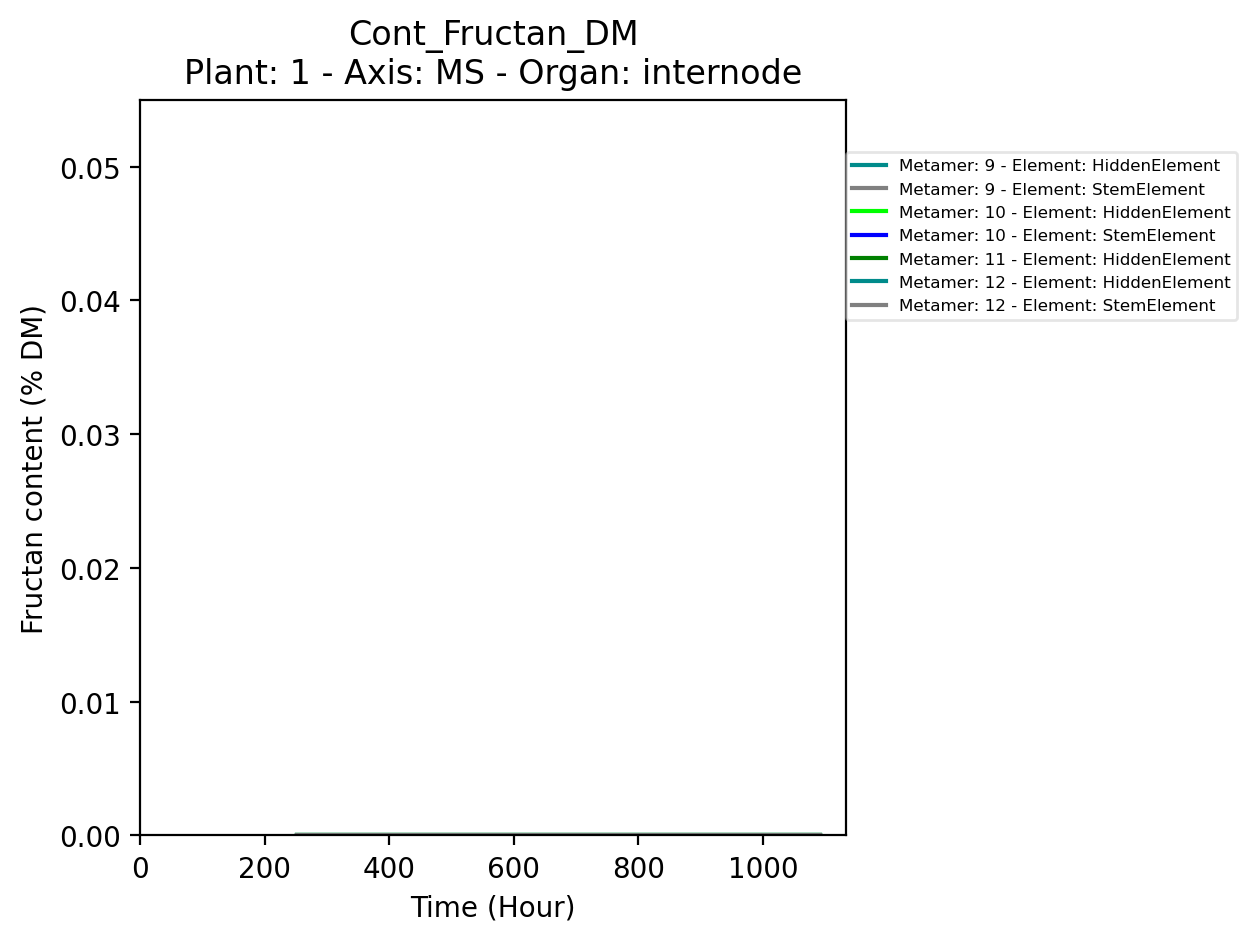 Cont_Fructan_DM
Plant: 1 - Axis: MS - Organ: internode
Fructan content (% DM)
0.05
0.04
0.03
0.02
0.01
0.00
0 200 400 600 800 1000
Time (Hour)
Metamer: 9 - Element: HiddenElement
Metamer: 9 - Element: StemElement
Metamer: 10 - Element: HiddenElement
Metamer: 10 - Element: StemElement
Metamer: 11 - Element: HiddenElement
Metamer: 12 - Element: HiddenElement
Metamer: 12 - Element: StemElement